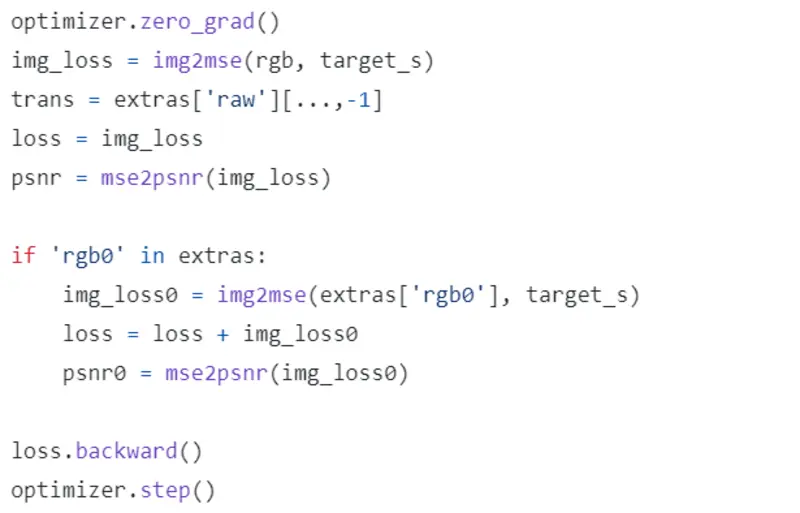 optimizer.zero_grad()
img_loss = img2mse(rgb, target_s)
trans = extras['raw'][...,-1]
loss = img_loss
psnr = mse2psnr(img_loss)

if 'rgb0' in extras:
    img_loss0 = img2mse(extras['rgb0'], target_s)
    loss = loss + img_loss0
    psnr0 = mse2psnr(img_loss0)

loss.backward()
optimizer.step()